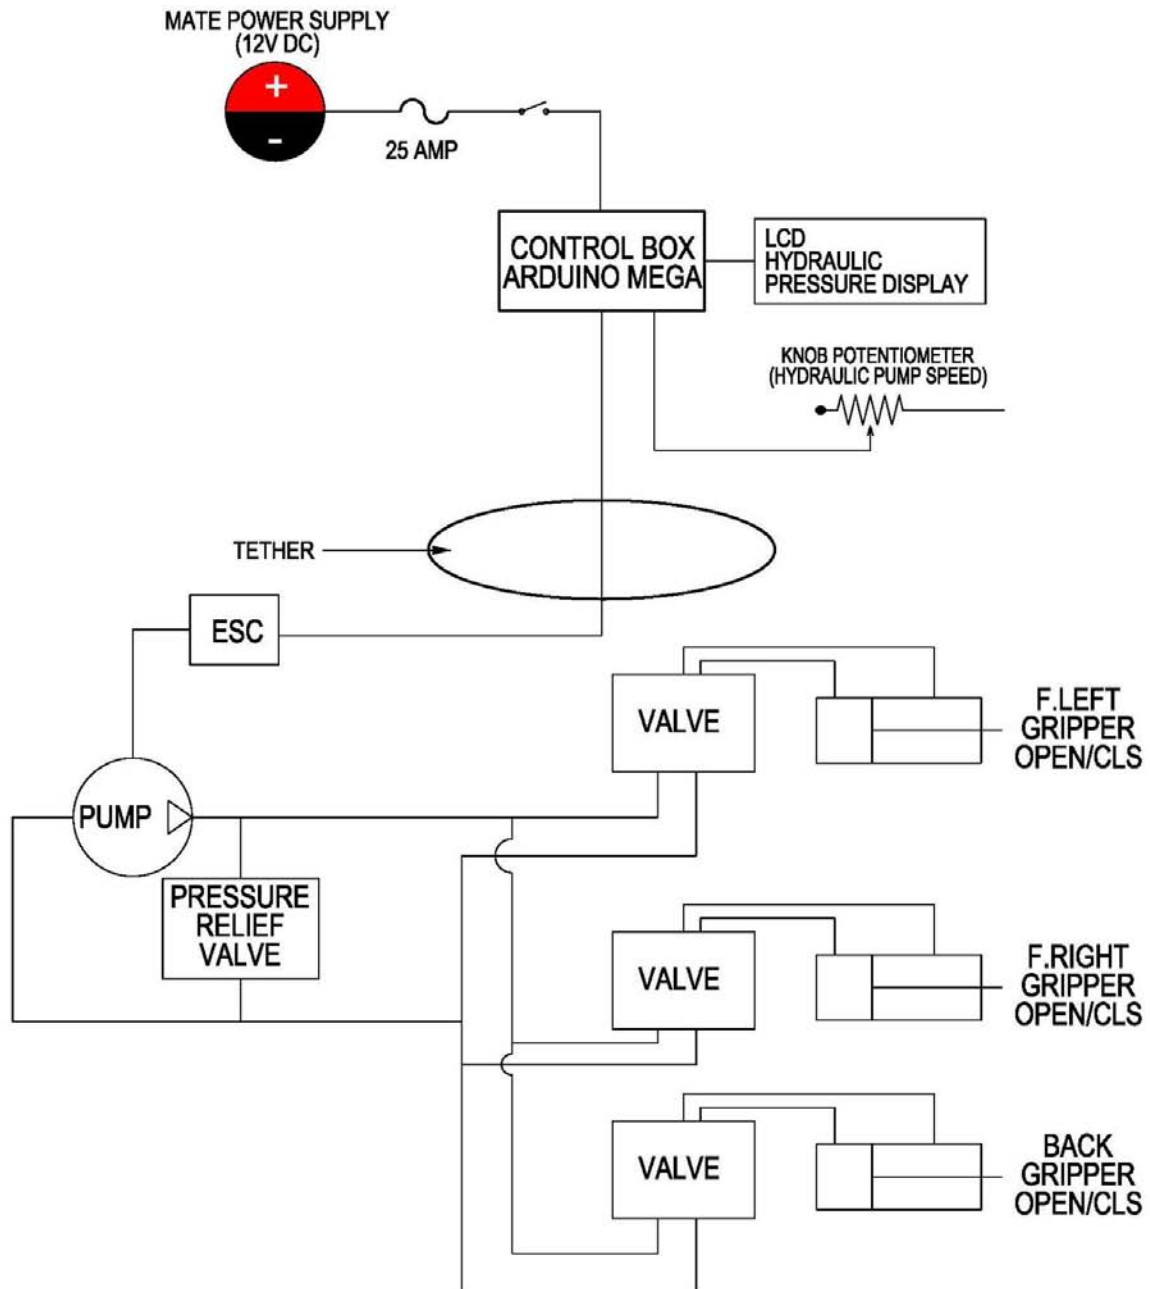 MATE POWER SUPPLY
(12V DC)
+
-
25 AMP
CONTROL BOX
ARDUINO MEGA
LCD
HYDRAULIC
PRESSURE DISPLAY
KNOB POTENTIOMETER
(HYDRAULIC PUMP SPEED)
TETHER
ESC
VALVE
F.LEFT
GRIPPER
OPEN/CLS
PUMP
PRESSURE
RELIEF
VALVE
VALVE
F.RIGHT
GRIPPER
OPEN/CLS
VALVE
BACK
GRIPPER
OPEN/CLS